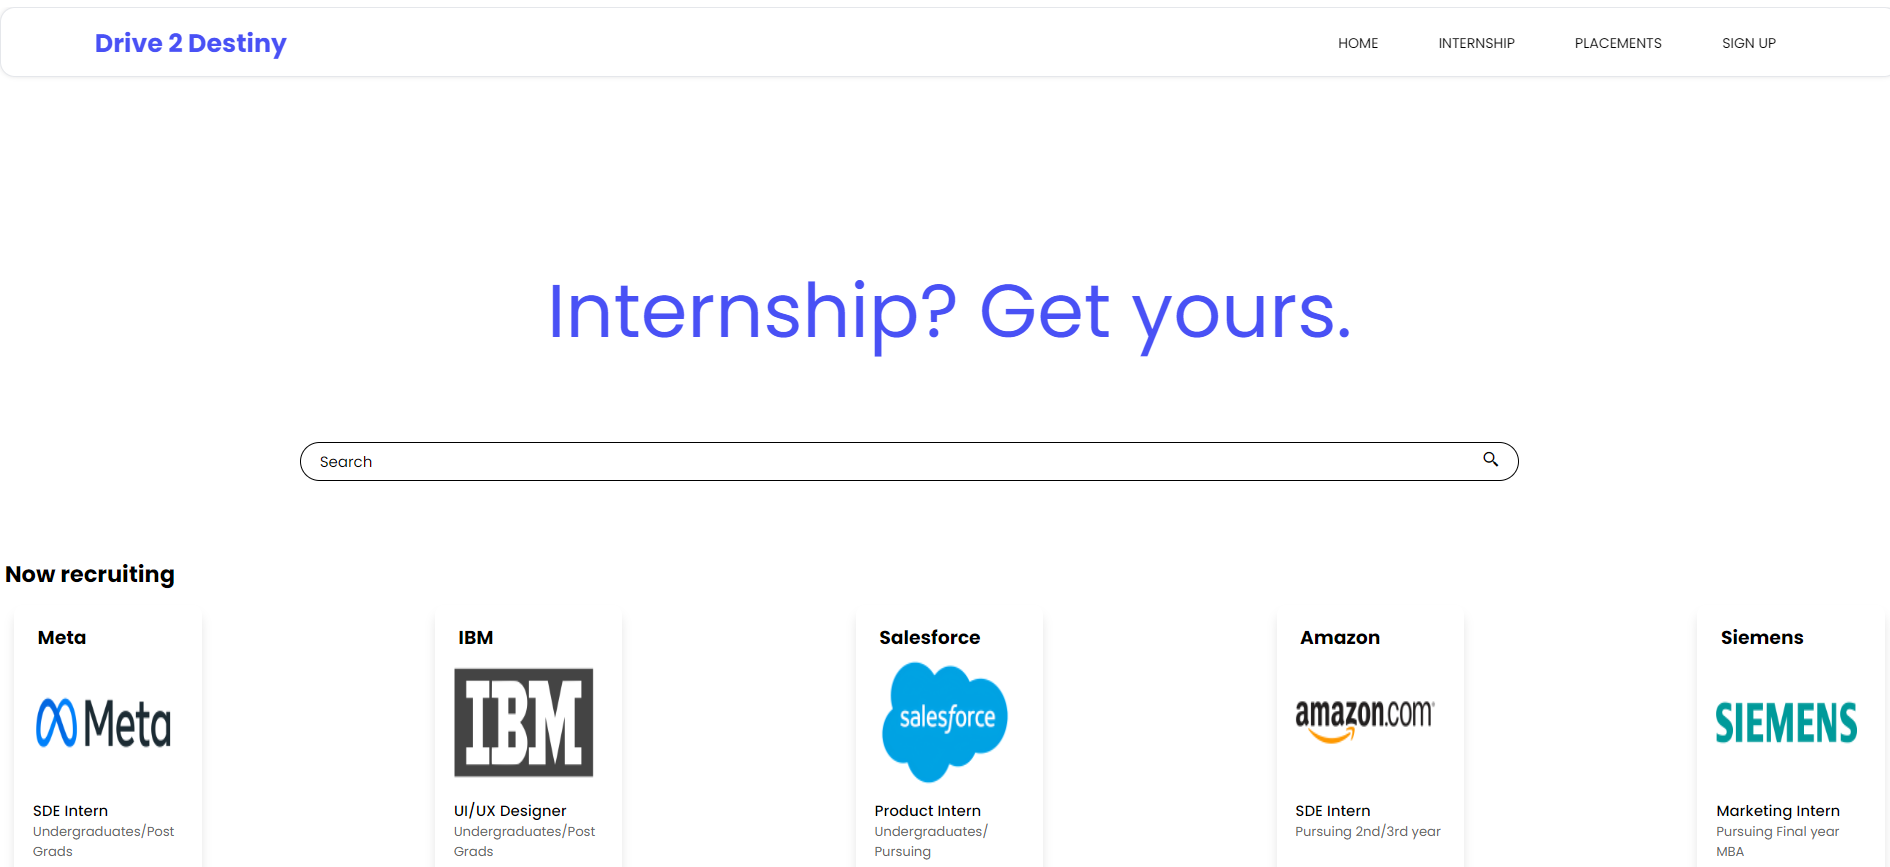 Drive 2 Destiny
HOME INTERNSHIP PLACEMENTS SIGN UP
Internship? Get yours.
Search
Now recruiting
Meta
Meta
SDE Intern
Undergraduates/Post
Grads
IBM
IBM
UI/UX Designer
Undergraduates/Post
Grads
Salesforce
salesforce
Product Intern
Undergraduates/
Pursuing
Amazon
amazon.com
SDE Intern
Pursuing 2nd/3rd year
Siemens
SIEMENS
Marketing Intern
Pursuing Final year
MBA